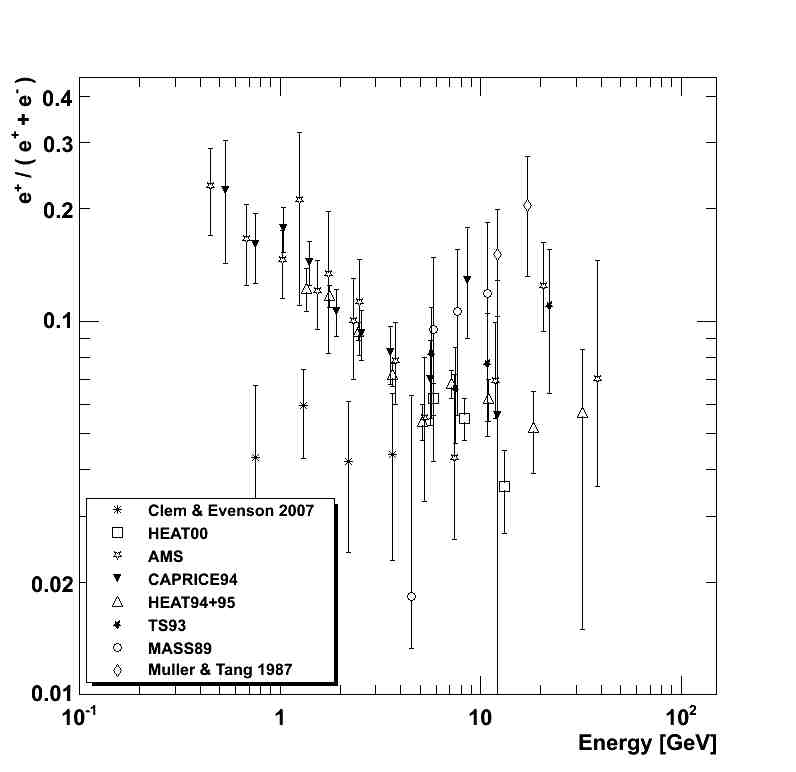 e⁺ / ( e⁺ + e⁻ )
0.4
0.3
0.2
0.1
0.02
0.01
Clem & Evenson 2007
HEAT00
AMS
CAPRICE94
HEAT94+95
TS93
MASS89
Muller & Tang 1987
10⁻¹ 1 10 10²
Energy [GeV]